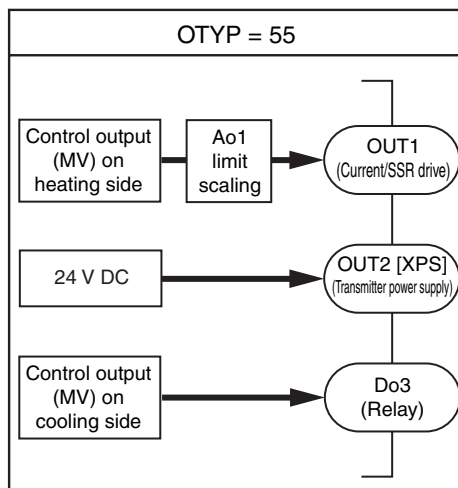 OTYP = 55
Control output
(MV) on
heating side
Ao1
limit
scaling
OUT1
(Current/SSR drive)
24 V DC
OUT2 [XPS]
(Transmitter power supply)
Control output
(MV) on
cooling side
Do3
(Relay)